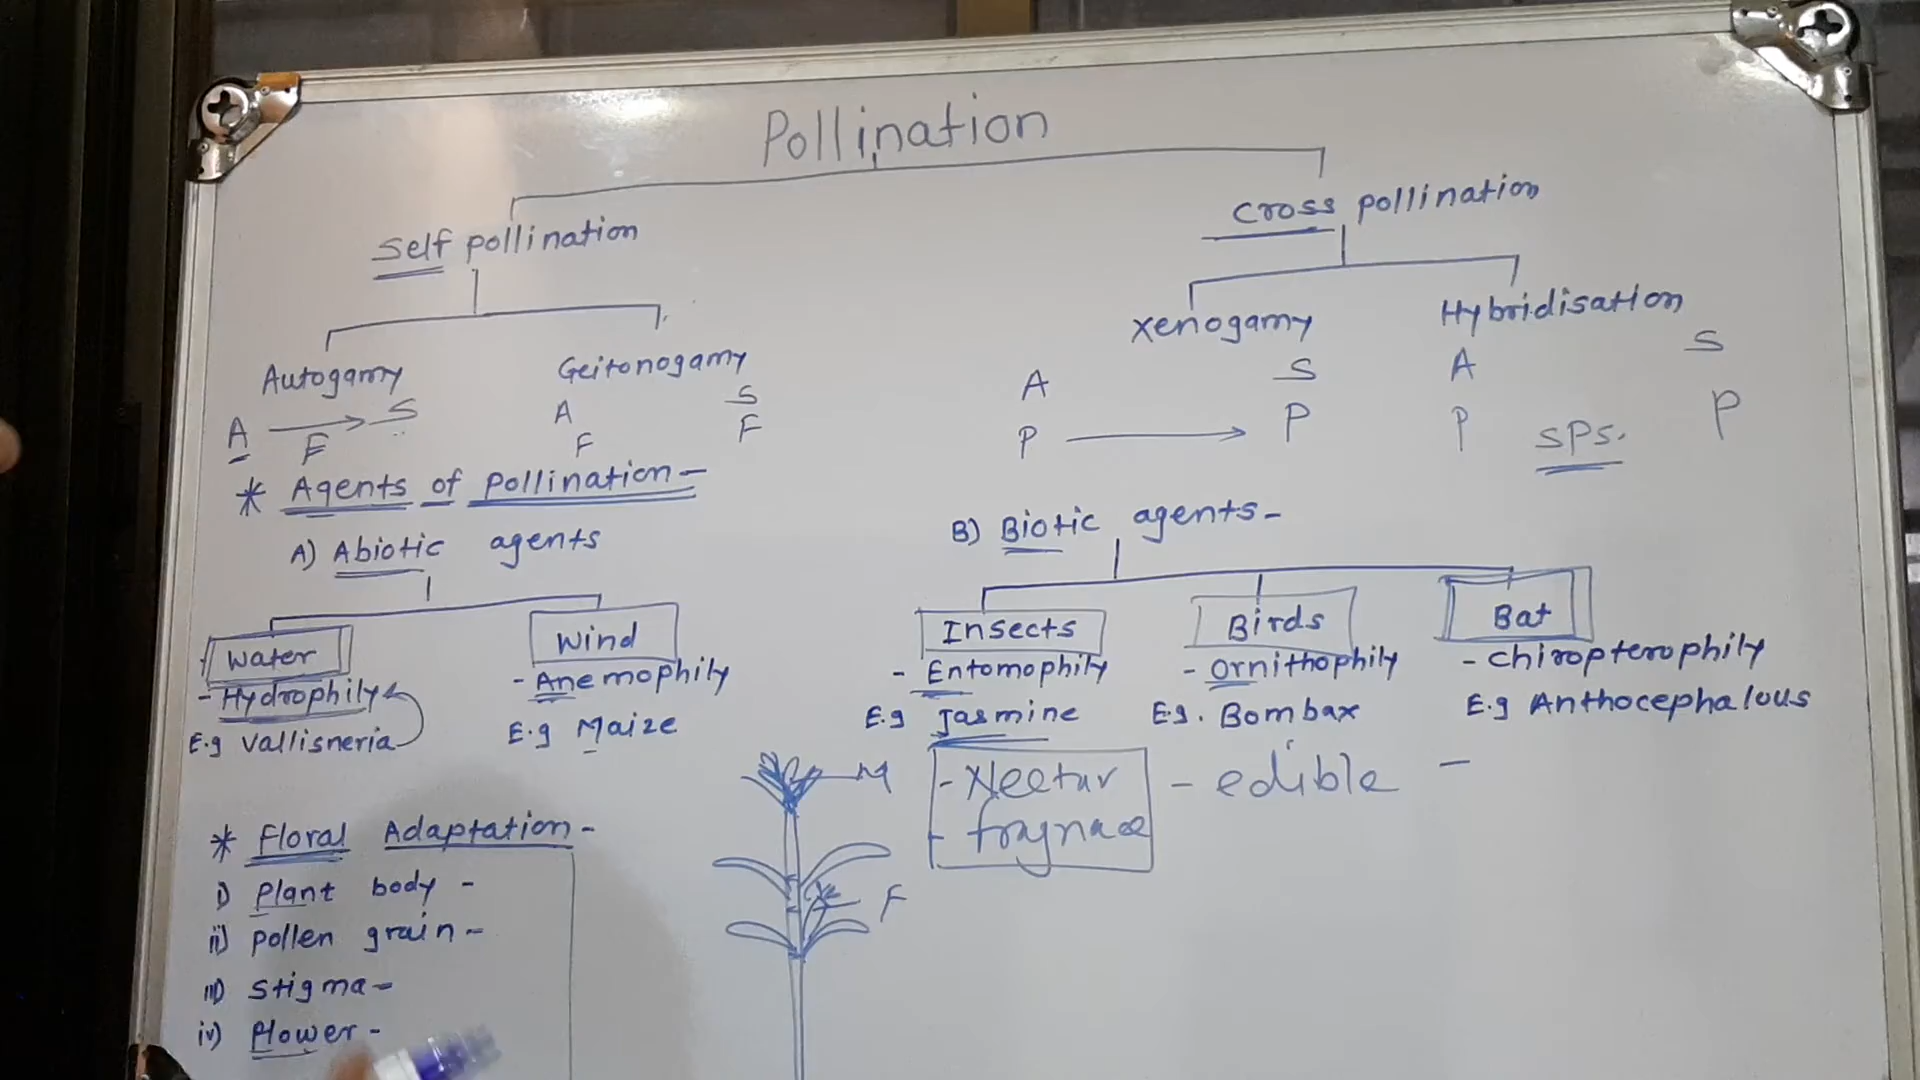 Pollination
Self pollination
Cross pollination
Autogamy
Geitonogamy
Xenogamy
Hybridisation
A S
F
A S
F F
A S
P P
A S
P SPS. P
* Agents of pollination -
A) Abiotic agents
B) Biotic agents -
Water
- Hydrophily
E.g Vallisneria
Wind
- Anemophily
E.g Maize
Insects
- Entomophily
E.g Jasmine
- Nectar
Birds
- Ornithophily
E.g. Bombax
- edible
Bat
- Chiropterophily
E.g Anthocephalous
-
M
F
* Floral Adaptation -
i) Plant body -
ii) pollen grain -
iii) stigma -
iv) Flower -